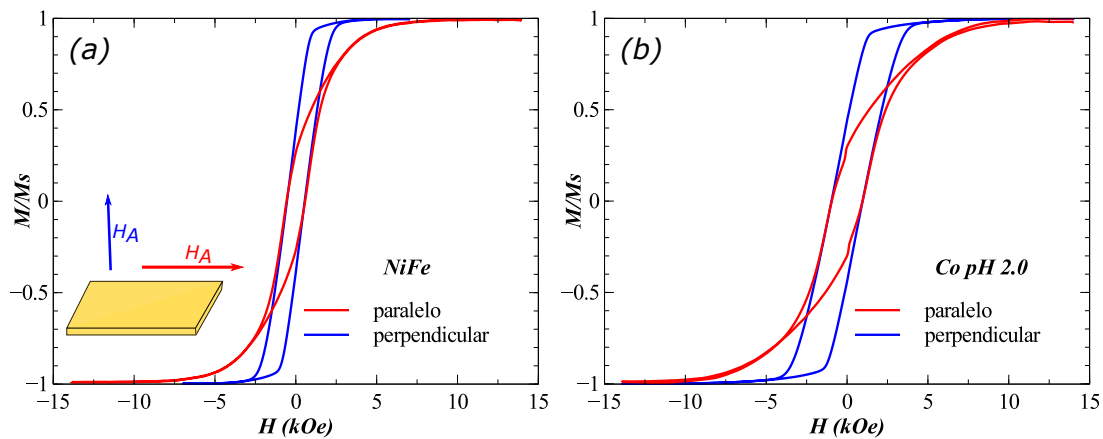 (a)
1
0.5
0
−0.5
−1
M/Ms
H_A
H_A
NiFe
paralelo
perpendicular
−15 −10 −5 0 5 10 15
H (kOe)
(b)
1
0.5
0
−0.5
−1
M/Ms
Co pH 2.0
paralelo
perpendicular
−15 −10 −5 0 5 10 15
H (kOe)